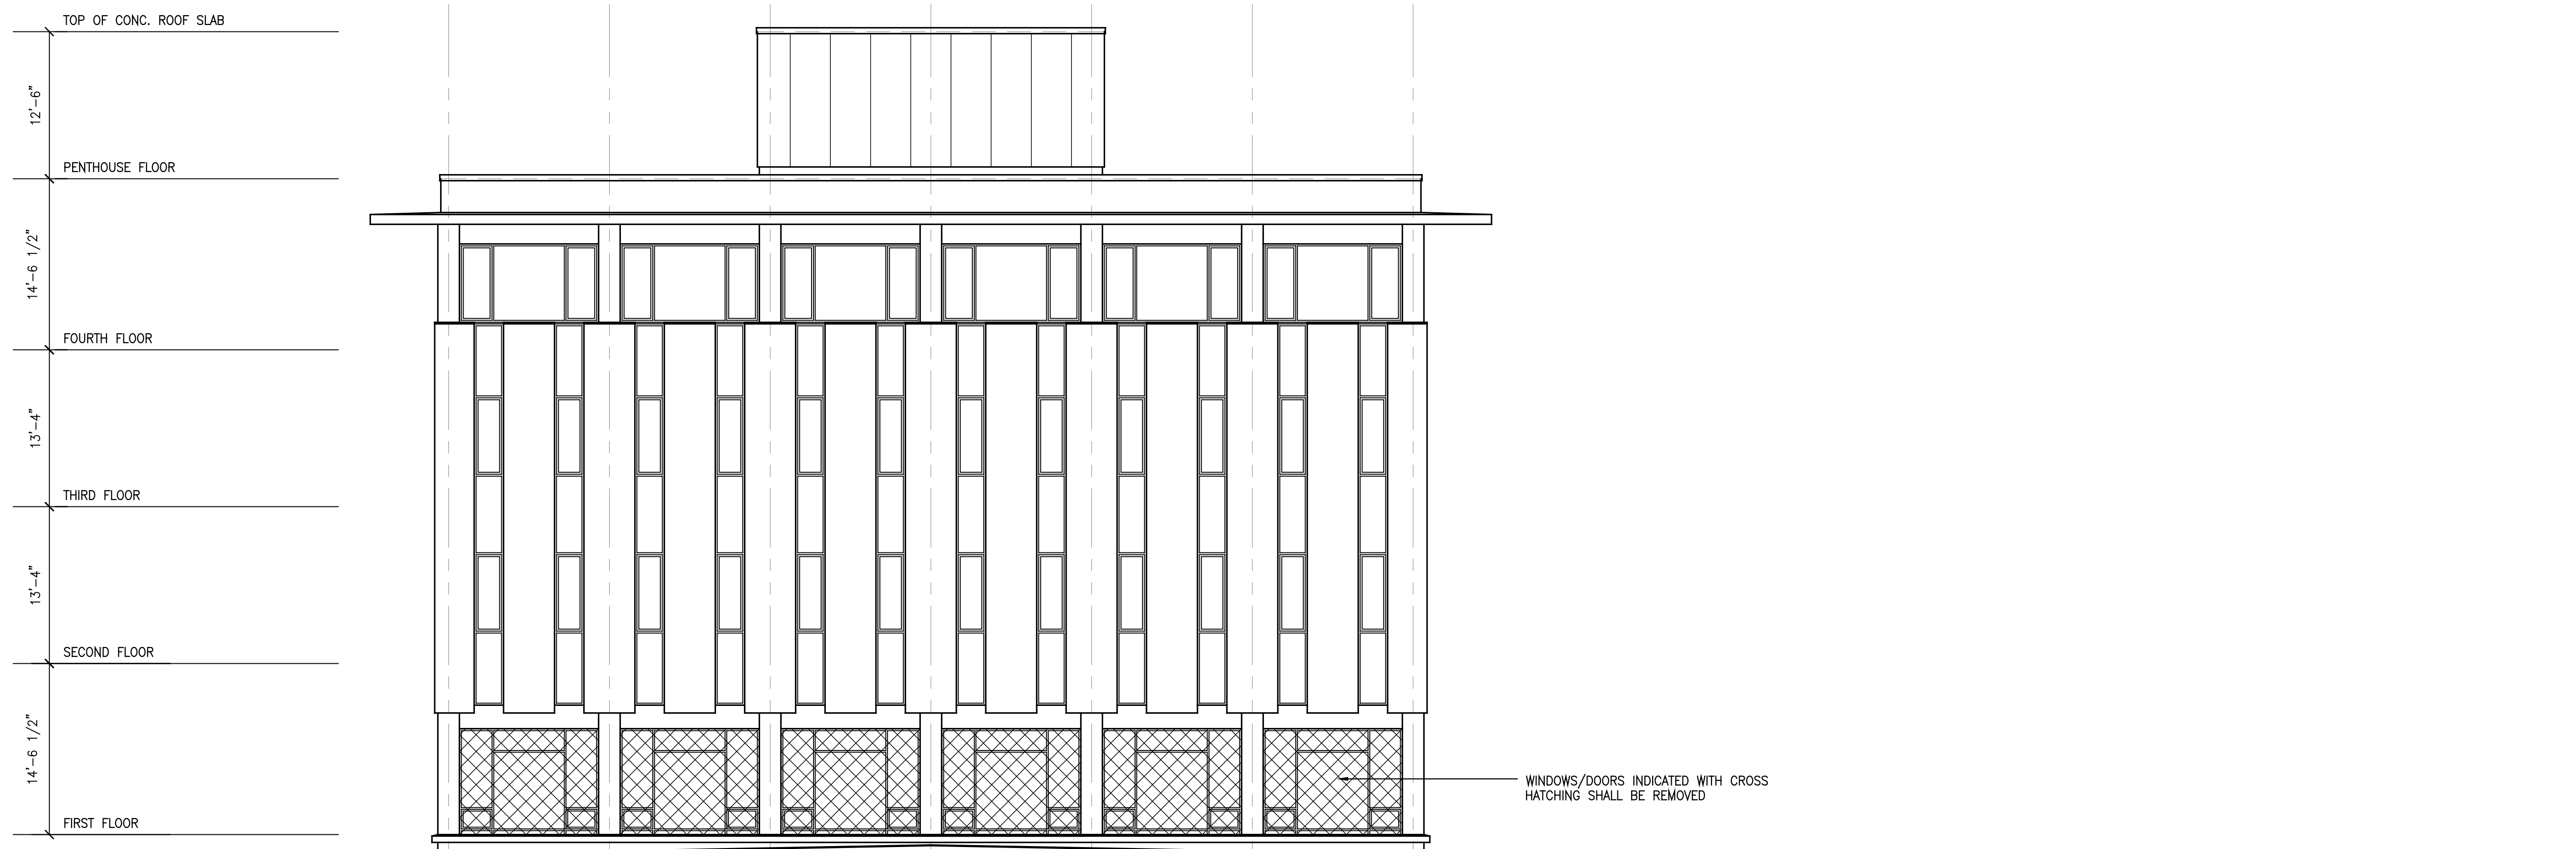 TOP OF CONC. ROOF SLAB
12'-6"
PENTHOUSE FLOOR
14'-6 1/2"
FOURTH FLOOR
13'-4"
THIRD FLOOR
13'-4"
SECOND FLOOR
14'-6 1/2"
WINDOWS/DOORS INDICATED WITH CROSS
HATCHING SHALL BE REMOVED
FIRST FLOOR